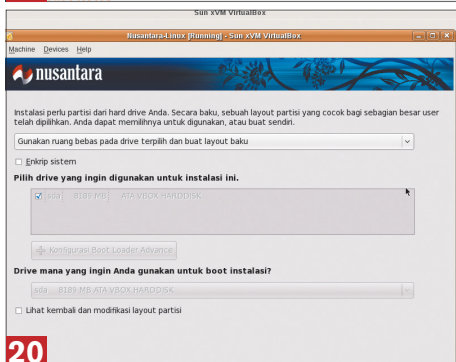 Sun xVM VirtualBox
Nusantara-Linux [Running] - Sun xVM VirtualBox
Machine Devices Help
nusantara
Instalasi perlu partisi dari hard drive Anda. Secara baku, sebuah layout partisi yang cocok bagi sebagian besar user
telah dipilihkan. Anda dapat memilihnya untuk digunakan, atau buat sendiri.
Gunakan ruang bebas pada drive terpilih dan buat layout baku
Enkrip sistem
Pilih drive yang ingin digunakan untuk instalasi ini.
sda 8189 MB ATA VBOX HARDDISK
Konfigurasi Boot Loader Advance
Drive mana yang ingin Anda gunakan untuk boot instalasi?
sda 8189 MB ATA VBOX HARDDISK
Lihat kembali dan modifikasi layout partisi
20